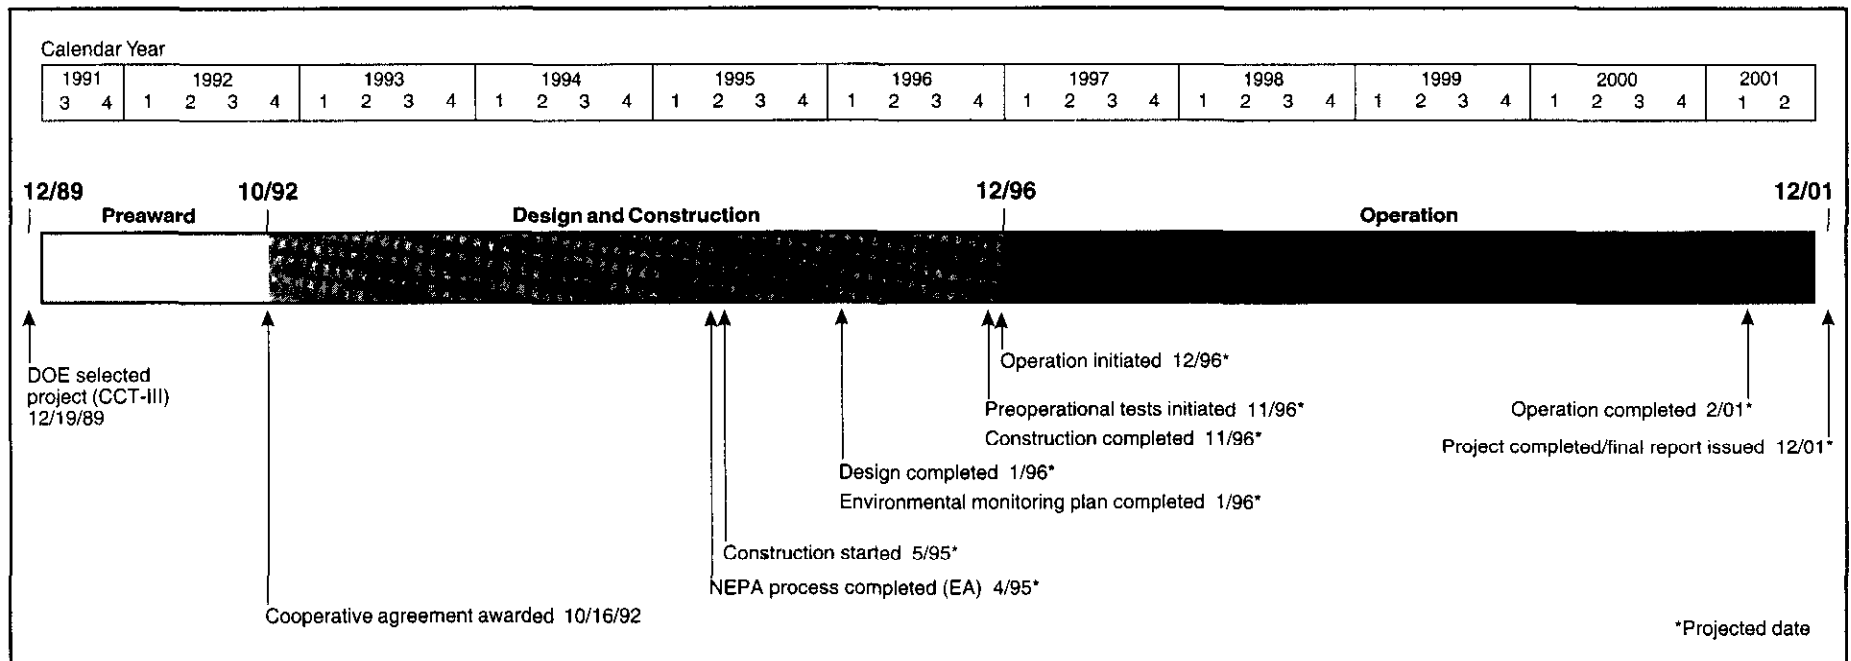 Calendar Year
1991 1992 1993 1994 1995 1996 1997 1998 1999 2000 2001
3 4 1 2 3 4 1 2 3 4 1 2 3 4 1 2 3 4 1 2 3 4 1 2 3 4 1 2 3 4 1 2 3 4 1 2 3 4 1 2
12/89 10/92 12/96 12/01
Preaward Design and Construction Operation
DOE selected
project (CCT-III)
12/19/89
Operation initiated 12/96*
Preoperational tests initiated 11/96*
Construction completed 11/96*
Operation completed 2/01*
Project completed/final report issued 12/01*
Design completed 1/96*
Environmental monitoring plan completed 1/96*
Construction started 5/95*
NEPA process completed (EA) 4/95*
Cooperative agreement awarded 10/16/92
*Projected date